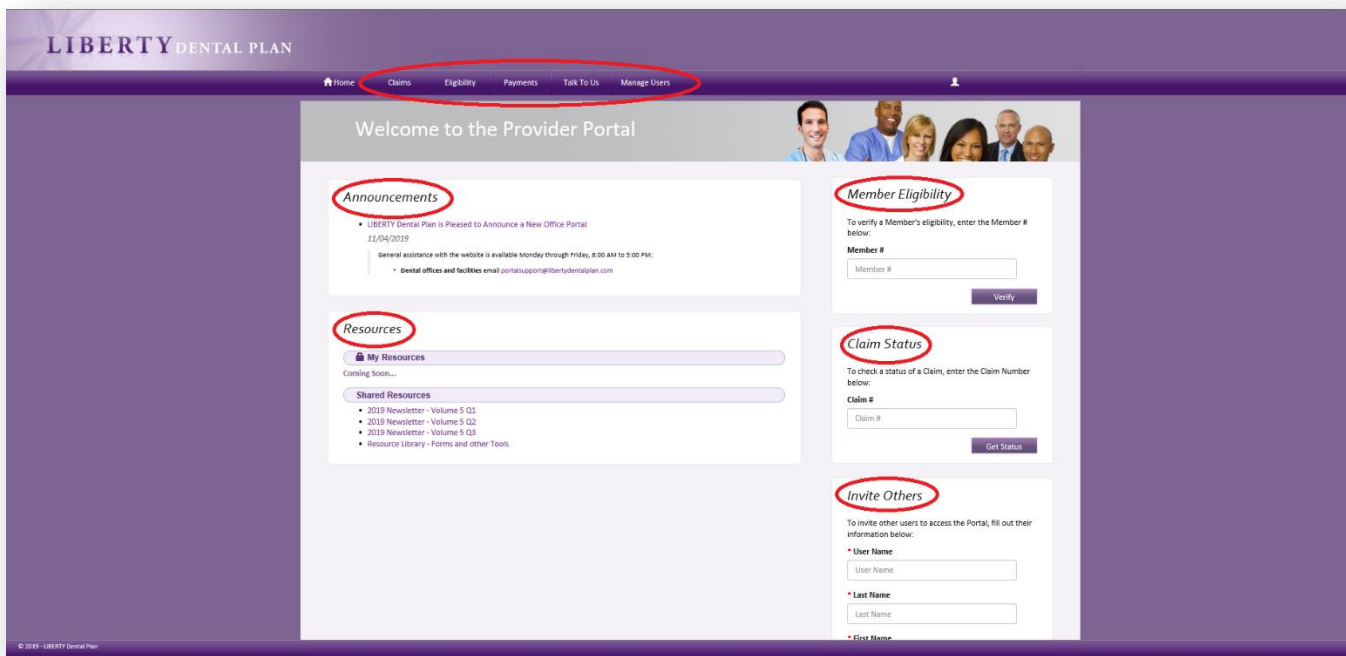 LIBERTY DENTAL PLAN
Home Claims Eligibility Payments Talk To Us Manage Users
Welcome to the Provider Portal
Announcements
• LIBERTY Dental Plan is Pleased to Announce a New Office Portal
11/04/2019
General assistance with the website is available Monday through Friday, 8:00 AM to 5:00 PM:
• Dental offices and facilities email portalsupport@libertydentalplan.com
Resources
My Resources
Coming Soon...
Shared Resources
• 2019 Newsletter - Volume 5 Q1
• 2019 Newsletter - Volume 5 Q2
• 2019 Newsletter - Volume 5 Q3
• Resource Library - Forms and other Tools
Member Eligibility
To verify a Member's eligibility, enter the Member #
below:
Member #
Member #
Verify
Claim Status
To check a status of a Claim, enter the Claim Number
below:
Claim #
Claim #
Get Status
Invite Others
To invite other users to access the Portal, fill out their
information below:
* User Name
User Name
* Last Name
Last Name
* First Name
© 2019 - LIBERTY Dental Plan